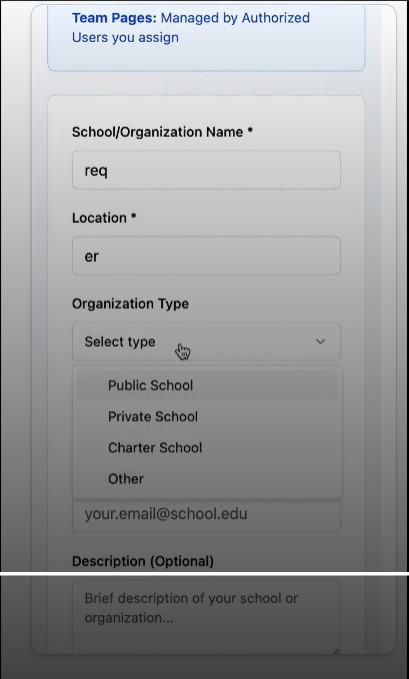 Team Pages: Managed by Authorized
Users you assign
School/Organization Name *
req
Location *
er
Organization Type
Select type
Public School
Private School
Charter School
Other
your.email@school.edu
Description (Optional)
Brief description of your school or
organization...